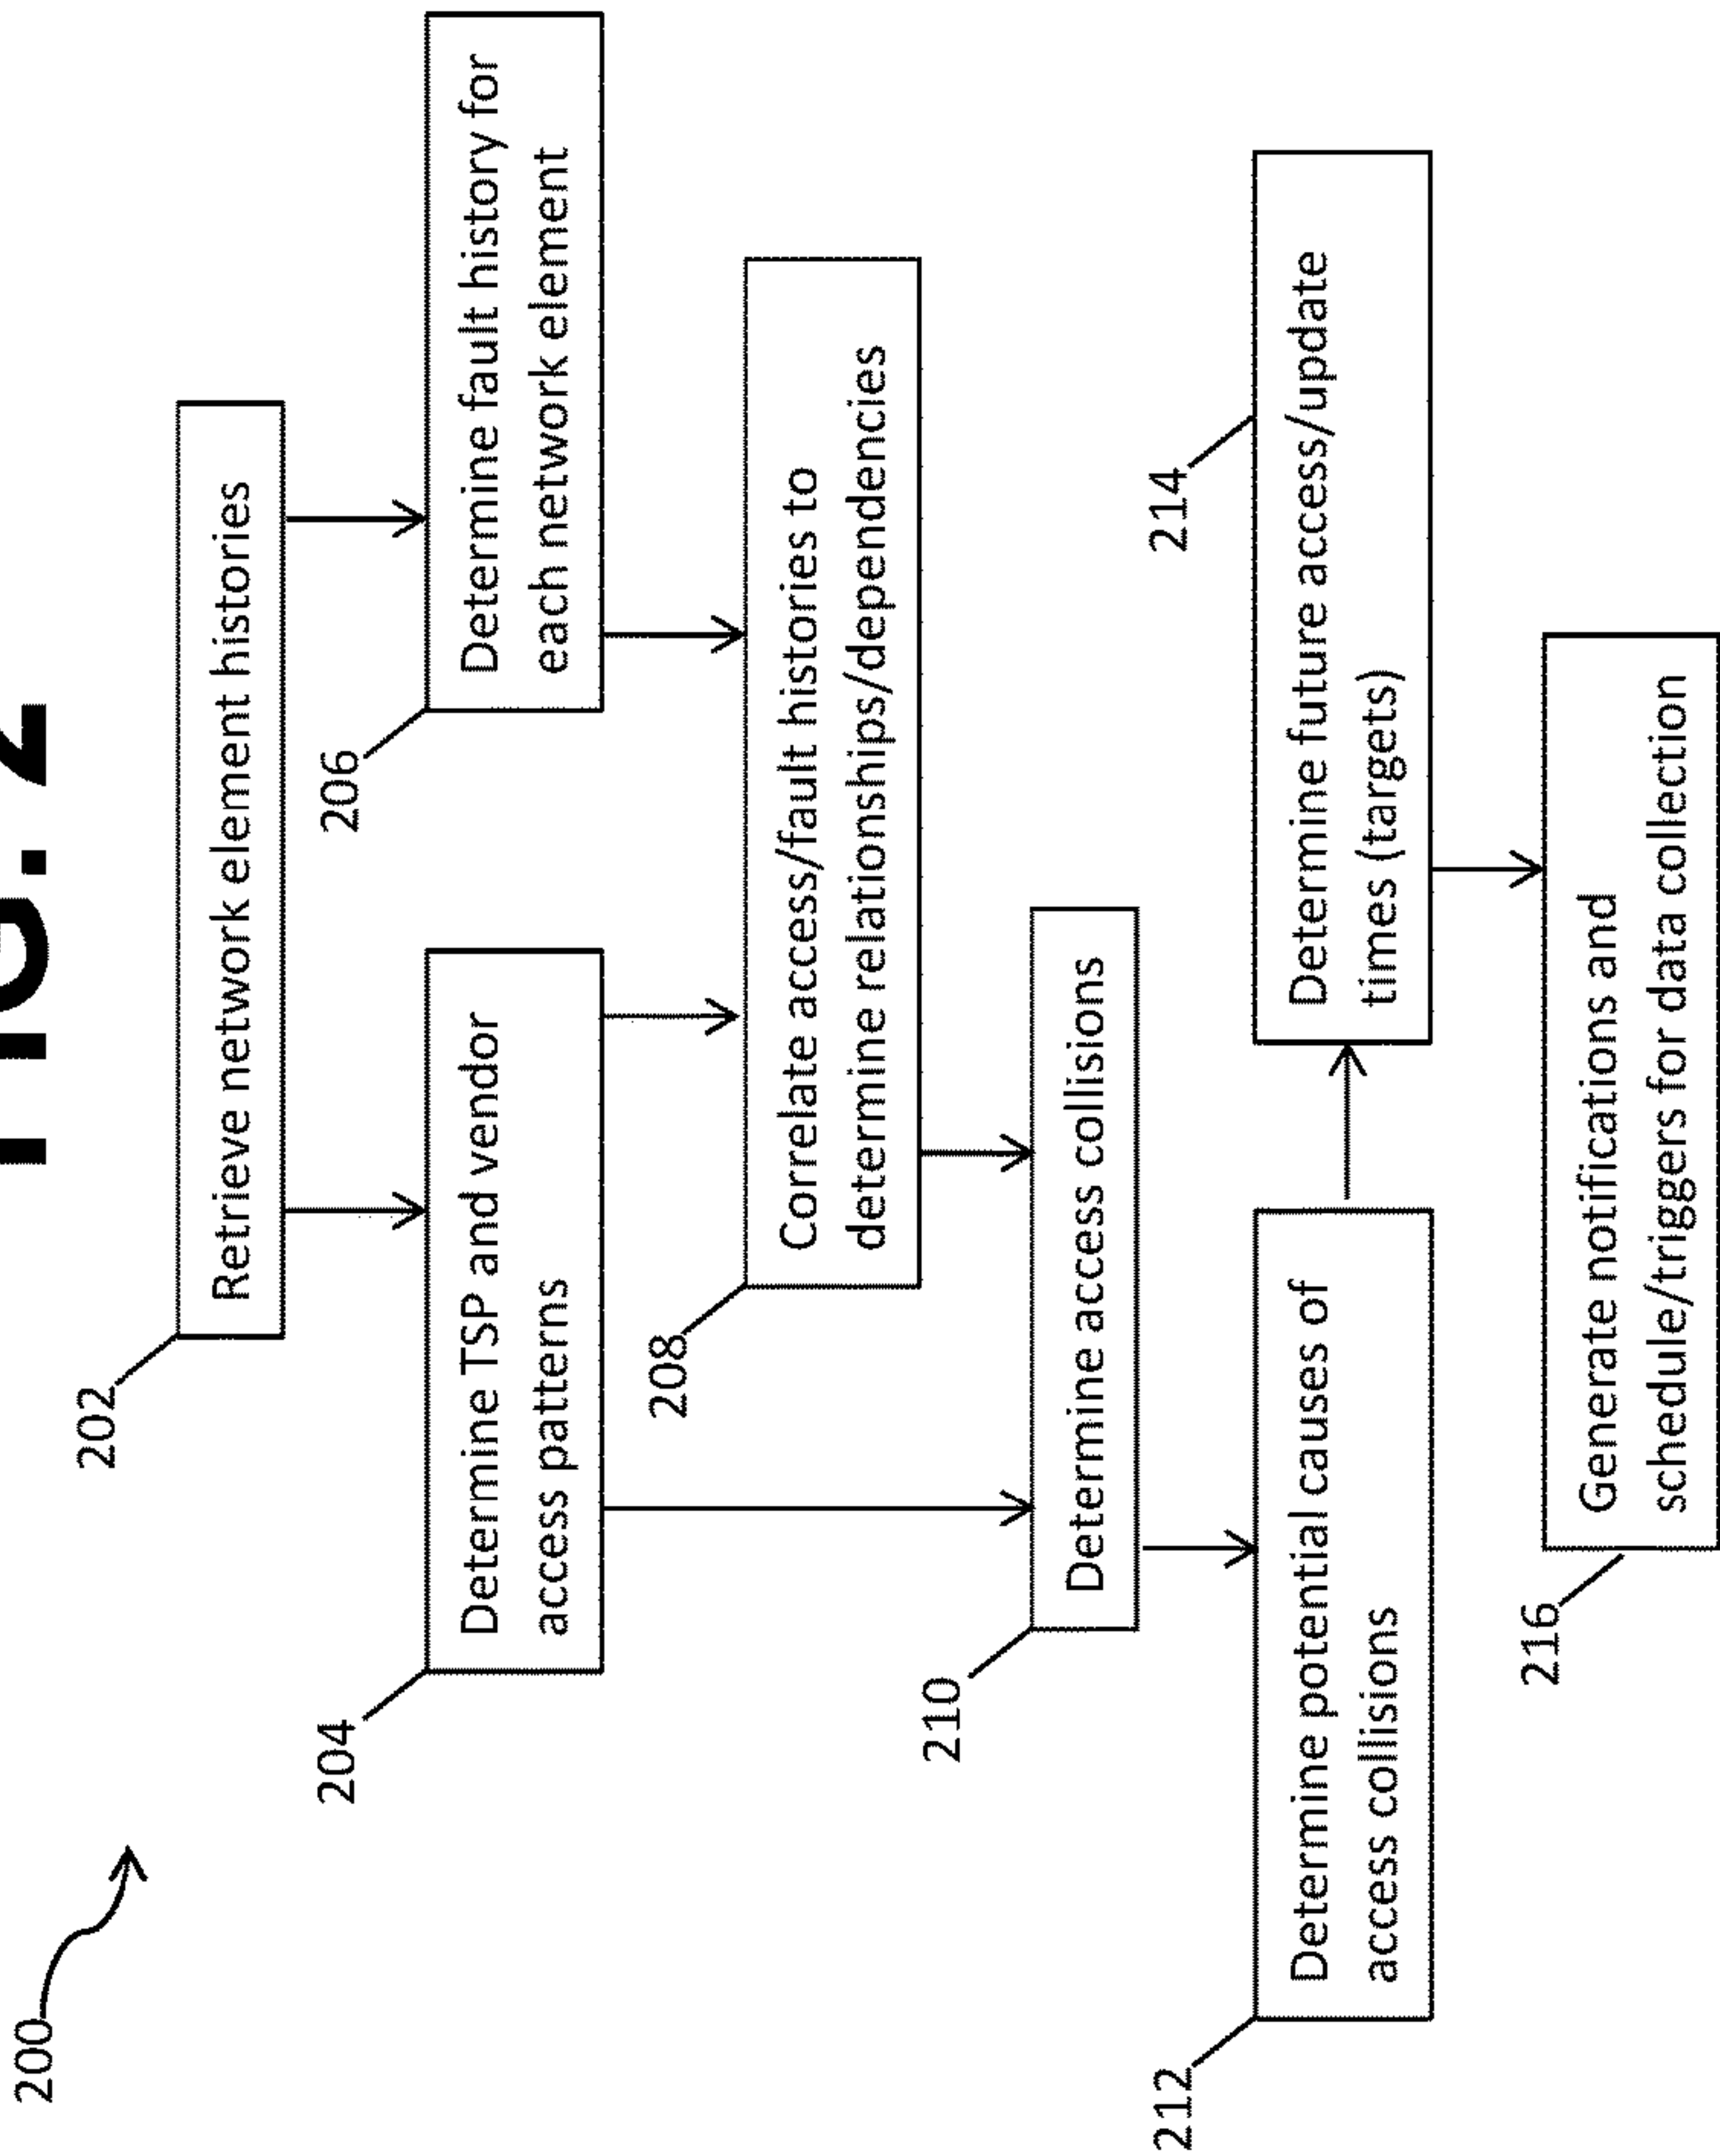 FIG. 2
200
202
Retrieve network element histories
204
Determine TSP and vendor
access patterns
206
Determine fault history for
each network element
208
Correlate access/fault histories to
determine relationships/dependencies
210
Determine access collisions
212
Determine potential causes of
access collisions
214
Determine future access/update
times (targets)
216
Generate notifications and
schedule/triggers for data collection